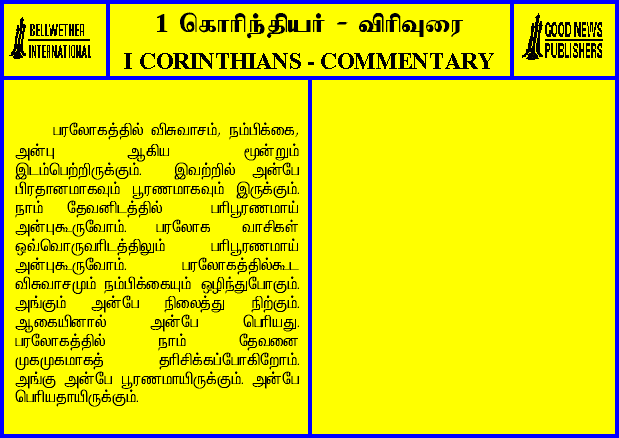 BELLWETHER
INTERNATIONAL
1 கொரிந்தியர் - விரிவுரை
I CORINTHIANS - COMMENTARY
GOOD NEWS
PUBLISHERS
பரலோகத்தில் விசுவாசம், நம்பிக்கை,
அன்பு ஆகிய மூன்றும்
இடம்பெற்றிருக்கும். இவற்றில் அன்பே
பிரதானமாகவும் பூரணமாகவும் இருக்கும்.
நாம் தேவனிடத்தில் பரிபூரணமாய்
அன்புகூருவோம். பரலோக வாசிகள்
ஒவ்வொருவரிடத்திலும் பரிபூரணமாய்
அன்புகூருவோம். பரலோகத்தில்கூட
விசுவாசமும் நம்பிக்கையும் ஒழிந்துபோகும்.
அங்கும் அன்பே நிலைத்து நிற்கும்.
ஆகையினால் அன்பே பெரியது.
பரலோகத்தில் நாம் தேவனை
முகமுகமாகத் தரிசிக்கப்போகிறோம்.
அங்கு அன்பே பூரணமாயிருக்கும். அன்பே
பெரியதாயிருக்கும்.